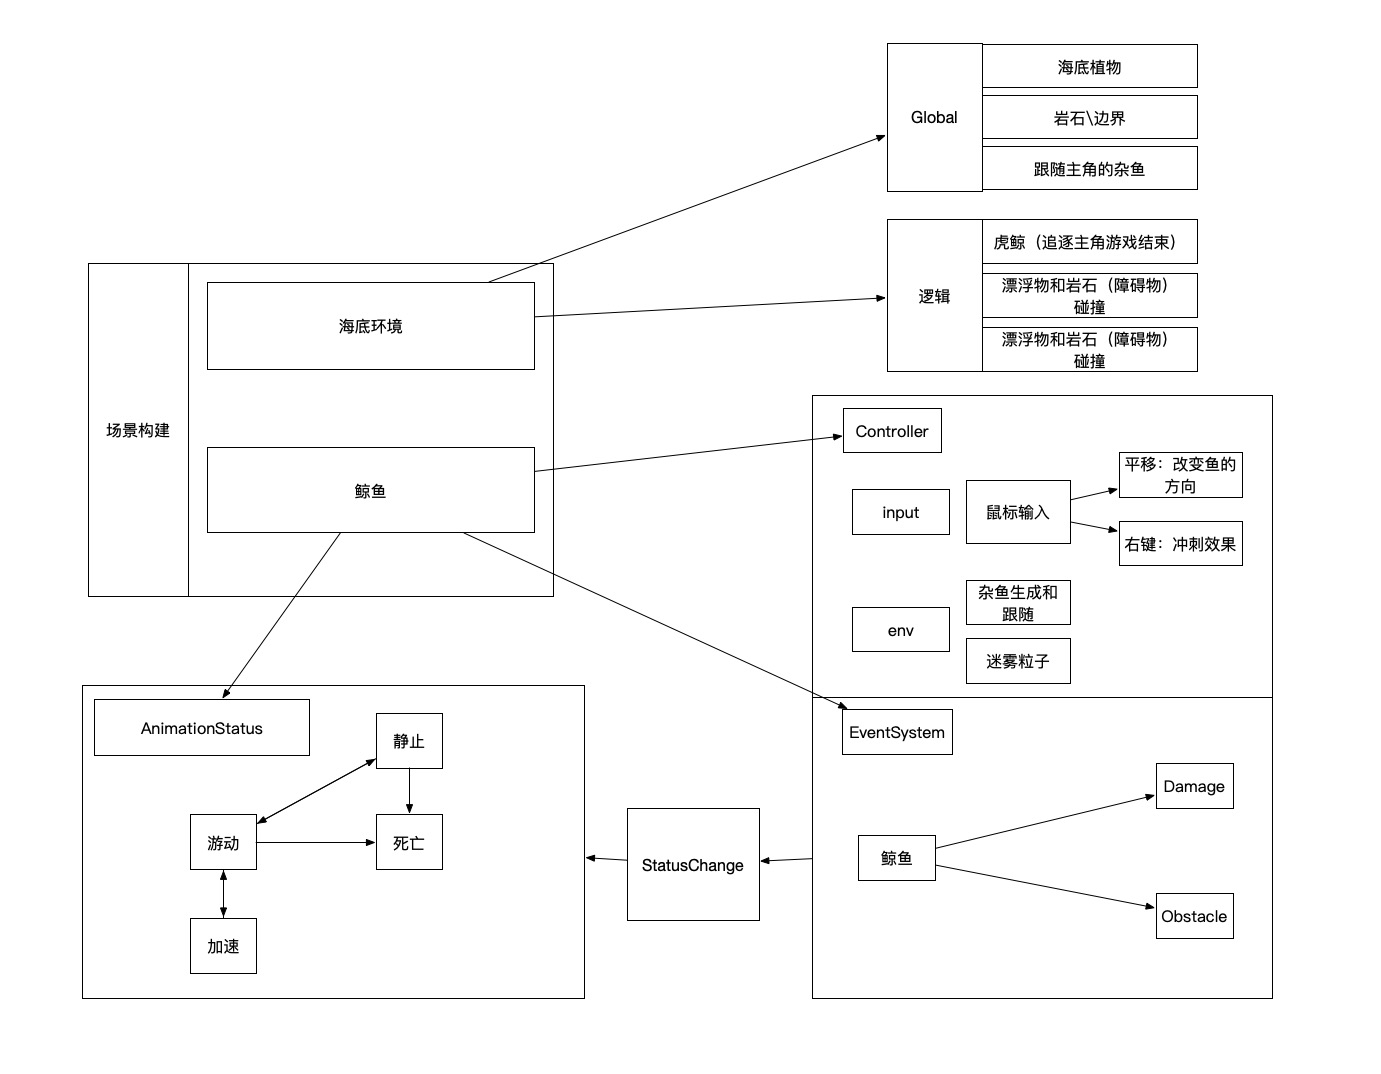 Global
海底植物
岩石\边界
跟随主角的杂鱼
逻辑
虎鲸（追逐主角游戏结束）
漂浮物和岩石（障碍物）
碰撞
漂浮物和岩石（障碍物）
碰撞
场景构建
海底环境
鲸鱼
Controller
input
鼠标输入
平移：改变鱼的
方向
右键：冲刺效果
env
杂鱼生成和
跟随
迷雾粒子
AnimationStatus
静止
游动
死亡
加速
StatusChange
EventSystem
鲸鱼
Damage
Obstacle